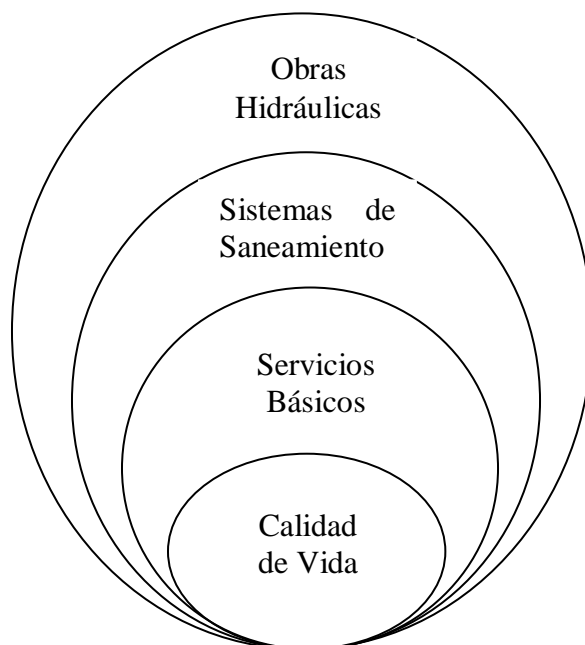 Obras
Hidráulicas
Sistemas de
Saneamiento
Servicios
Básicos
Calidad
de Vida